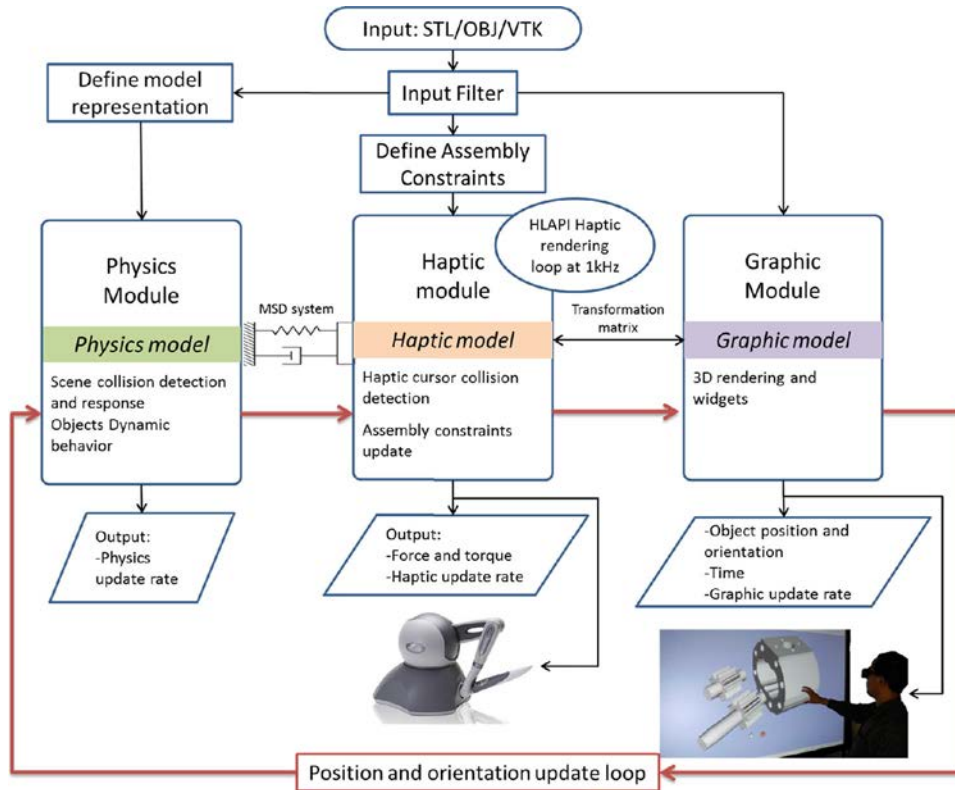 Input: STL/OBJ/VTK
Define model
representation
Input Filter
Define Assembly
Constraints
HLAPI Haptic
rendering
loop at 1kHz
Physics
Module
MSD system
Haptic
module
Transformation
matrix
Graphic
Module
Physics model
Haptic model
Graphic model
Scene collision detection
and response
Objects Dynamic
behavior
Haptic cursor collision
detection
Assembly constraints
update
3D rendering and
widgets
Output:
-Physics
update rate
Output:
-Force and torque
-Haptic update rate
-Object position and
orientation
-Time
-Graphic update rate
Position and orientation update loop